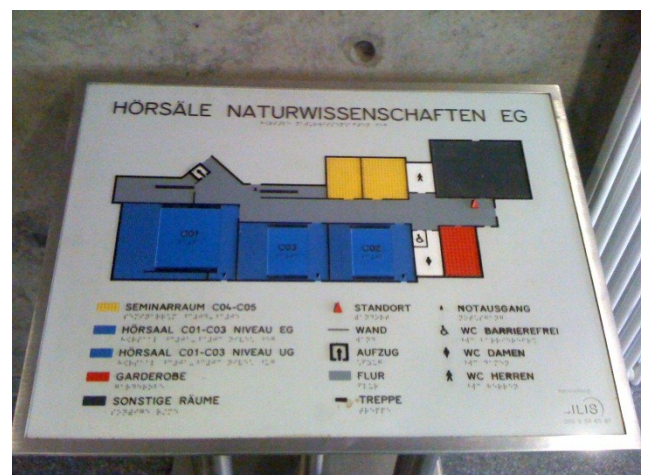 HÖRSÄLE NATURWISSENSCHAFTEN EG
C01
C03
C02
SEMINARRAUM C04-C05
HÖRSAAL C01-C03 NIVEAU EG
HÖRSAAL C01-C03 NIVEAU UG
GARDEROBE
SONSTIGE RÄUME
STANDORT
WAND
AUFZUG
FLUR
TREPPE
NOTAUSGANG
WC BARRIEREFREI
WC DAMEN
WC HERREN
ILIS